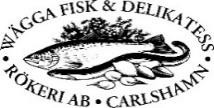 WÄGGA FISK & DELIKATESS
• RÖKERI AB • CARLSHAMN •